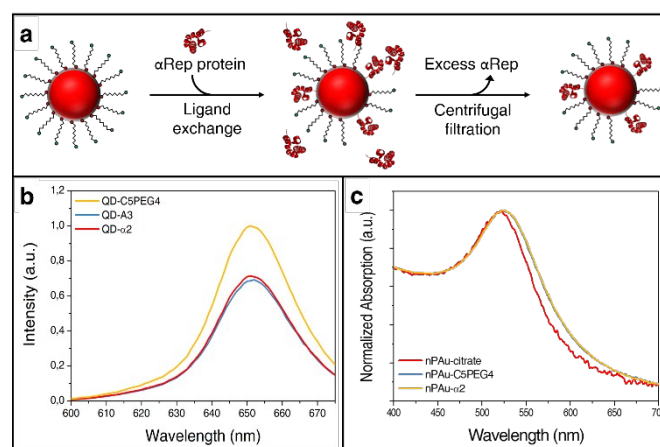 a
αRep protein
Ligand
exchange
Excess αRep
Centrifugal
filtration
b
QD-C5PEG4
QD-A3
QD-α2
1,0
0,8
0,6
0,4
0,2
0,0
Intensity (a.u.)
600 610 620 630 640 650 660 670
Wavelength (nm)
c
Normalized Absorption (a.u.)
nPAu-citrate
nPAu-C5PEG4
nPAu-α2
400 450 500 550 600 650 700
Wavelength (nm)